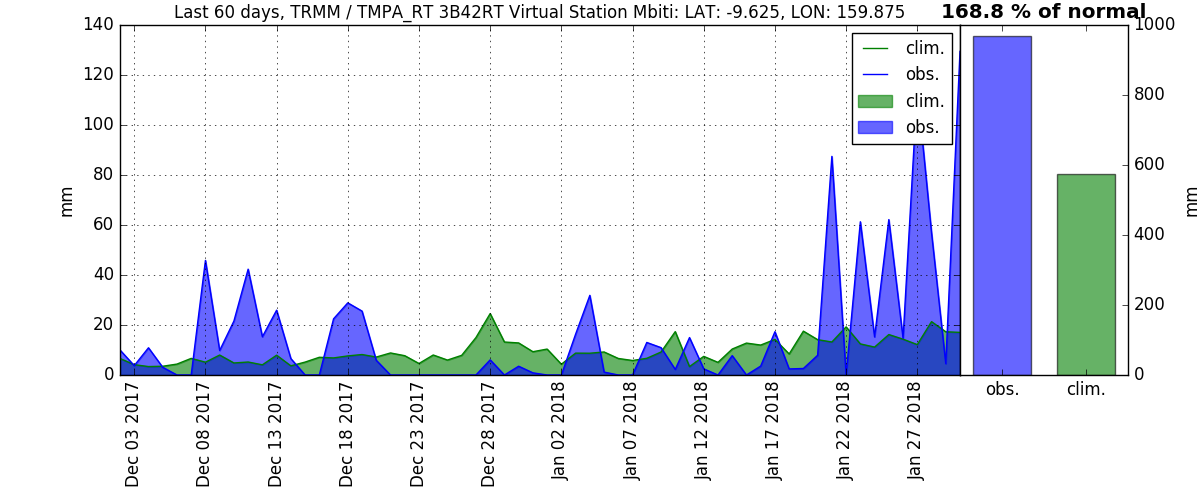 Last 60 days, TRMM / TMPA_RT 3B42RT Virtual Station Mbiti: LAT: -9.625, LON: 159.875
168.8 % of normal
140
120
100
80
60
40
20
0
mm
clim.
obs.
clim.
obs.
Dec 03 2017
Dec 08 2017
Dec 13 2017
Dec 18 2017
Dec 23 2017
Dec 28 2017
Jan 02 2018
Jan 07 2018
Jan 12 2018
Jan 17 2018
Jan 22 2018
Jan 27 2018
1000
800
600
400
200
0
mm
obs.
clim.